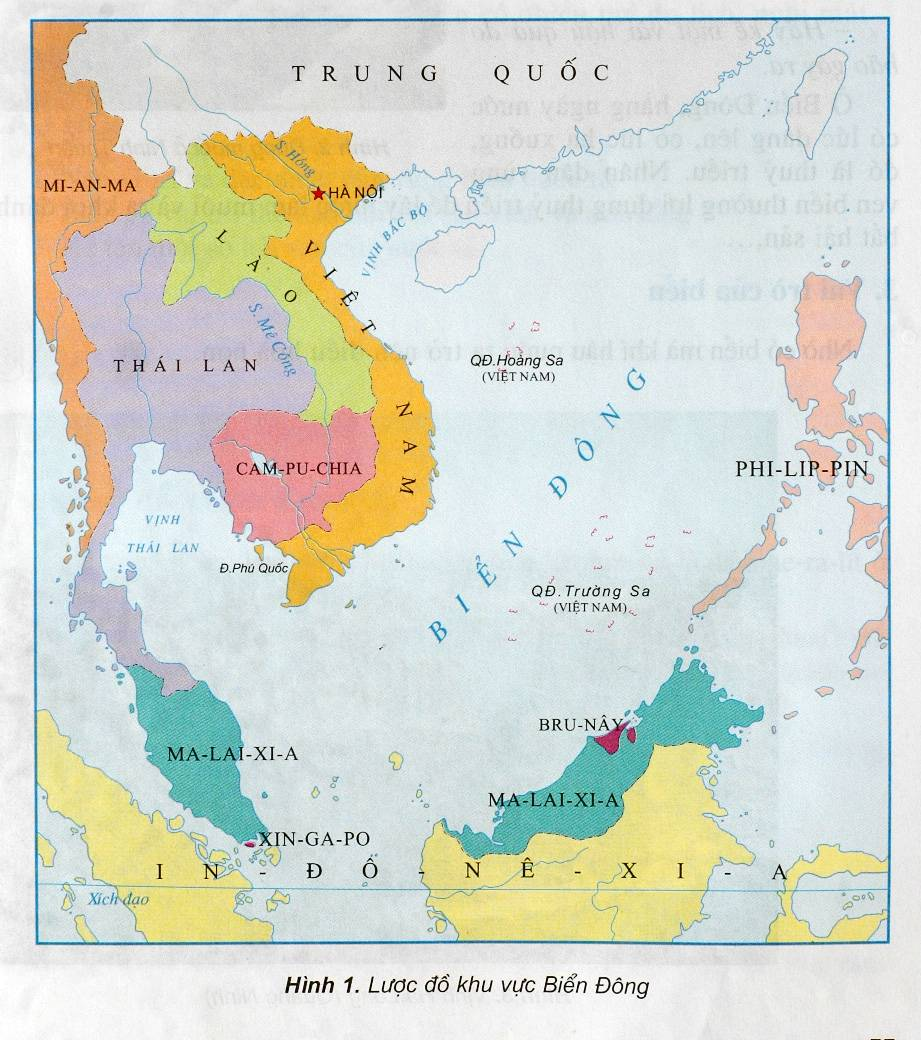 TRUNG QUỐC
S.Hồng
MI-AN-MA
HÀ NỘI
VỊNH BẮC BỘ
LÀO
VIỆT NAM
S.Mê Công
QĐ.Hoàng Sa
(VIỆT NAM)
THÁI LAN
CAM-PU-CHIA
PHI-LIP-PIN
BIỂN ĐÔNG
VỊNH
THÁI LAN
Đ.Phú Quốc
QĐ.Trường Sa
(VIỆT NAM)
BRU-NÂY
MA-LAI-XI-A
MA-LAI-XI-A
XIN-GA-PO
IN-ĐÔ-NÊ-XI-A
Xích đạo
Hình 1. Lược đồ khu vực Biển Đông